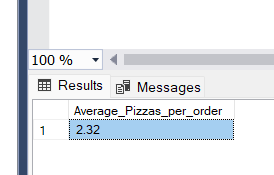 100 %
Results Messages
Average_Pizzas_per_order
1 2.32